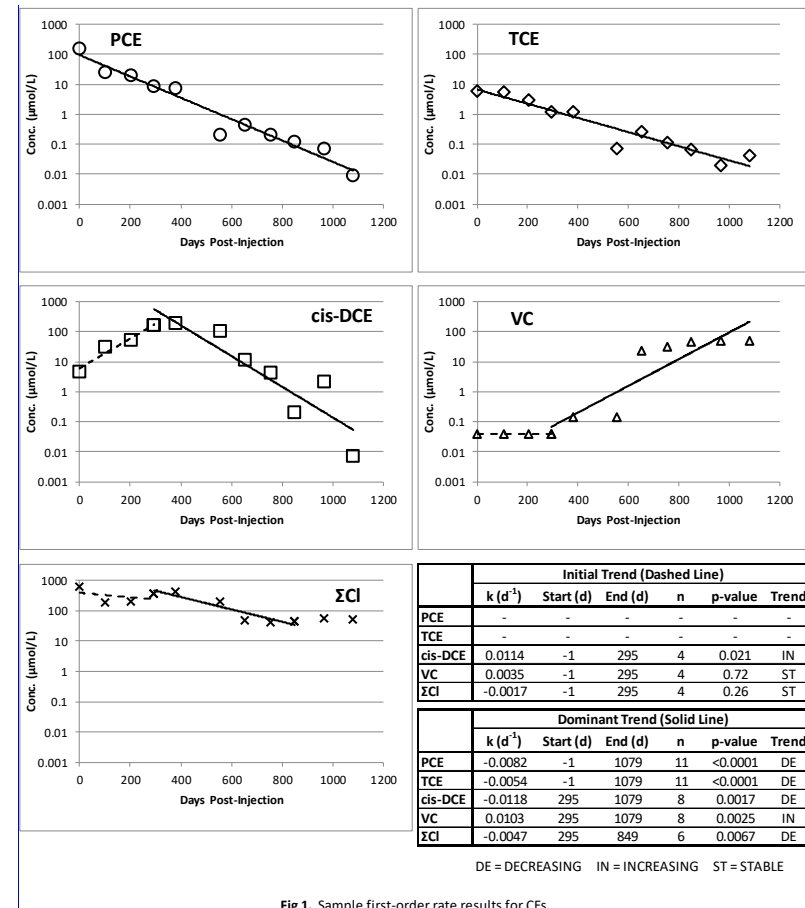 PCE
1000
100
10
1
0.1
0.01
0.001
Conc. (µmol/L)
0 200 400 600 800 1000 1200
Days Post-Injection
TCE
1000
100
10
1
0.1
0.01
0.001
Conc. (µmol/L)
0 200 400 600 800 1000 1200
Days Post-Injection
cis-DCE
1000
100
10
1
0.1
0.01
0.001
Conc. (µmol/L)
0 200 400 600 800 1000 1200
Days Post-Injection
VC
1000
100
10
1
0.1
0.01
0.001
Conc. (µmol/L)
0 200 400 600 800 1000 1200
Days Post-Injection
ΣCl
1000
100
10
1
0.1
0.01
0.001
Conc. (µmol/L)
0 200 400 600 800 1000 1200
Days Post-Injection
Initial Trend (Dashed Line)
k (d⁻¹) Start (d) End (d) n p-value Trend
PCE - - - - - -
TCE - - - - - -
cis-DCE 0.0114 -1 295 4 0.021 IN
VC 0.0035 -1 295 4 0.72 ST
ΣCl -0.0017 -1 295 4 0.26 ST
Dominant Trend (Solid Line)
k (d⁻¹) Start (d) End (d) n p-value Trend
PCE -0.0082 -1 1079 11 <0.0001 DE
TCE -0.0054 -1 1079 11 <0.0001 DE
cis-DCE -0.0118 295 1079 8 0.0017 DE
VC 0.0103 295 1079 8 0.0025 IN
ΣCl -0.0047 295 849 6 0.0067 DE
DE = DECREASING IN = INCREASING ST = STABLE
Fig 1. Sample first-order rate results for CEs